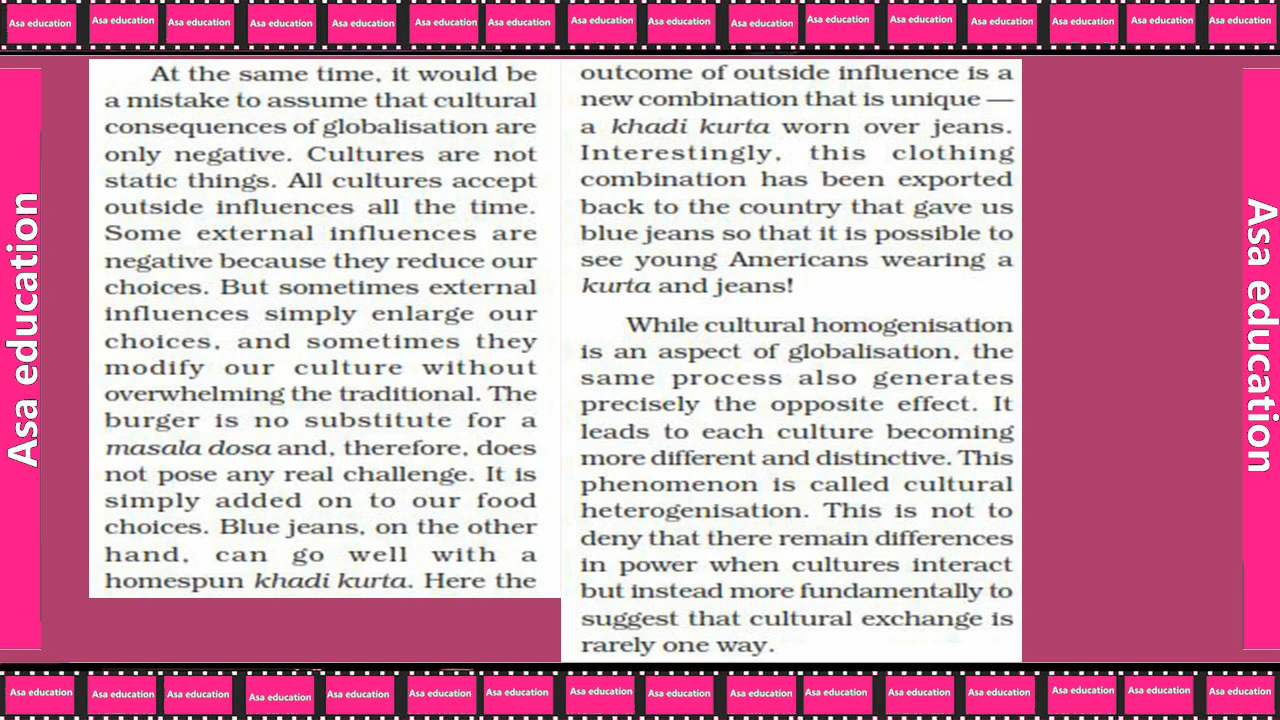 Asa education Asa education Asa education Asa education Asa education Asa education Asa education Asa education Asa education Asa education Asa education Asa education Asa education Asa education Asa education Asa education
Asa education
At the same time, it would be
a mistake to assume that cultural
consequences of globalisation are
only negative. Cultures are not
static things. All cultures accept
outside influences all the time.
Some external influences are
negative because they reduce our
choices. But sometimes external
influences simply enlarge our
choices, and sometimes they
modify our culture without
overwhelming the traditional. The
burger is no substitute for a
masala dosa and, therefore, does
not pose any real challenge. It is
simply added on to our food
choices. Blue jeans, on the other
hand, can go well with a
homespun khadi kurta. Here the
outcome of outside influence is a
new combination that is unique —
a khadi kurta worn over jeans.
Interestingly, this clothing
combination has been exported
back to the country that gave us
blue jeans so that it is possible to
see young Americans wearing a
kurta and jeans!
While cultural homogenisation
is an aspect of globalisation, the
same process also generates
precisely the opposite effect. It
leads to each culture becoming
more different and distinctive. This
phenomenon is called cultural
heterogenisation. This is not to
deny that there remain differences
in power when cultures interact
but instead more fundamentally to
suggest that cultural exchange is
rarely one way.
Asa education
Asa education Asa education Asa education Asa education Asa education Asa education Asa education Asa education Asa education Asa education Asa education Asa education Asa education Asa education Asa education Asa education